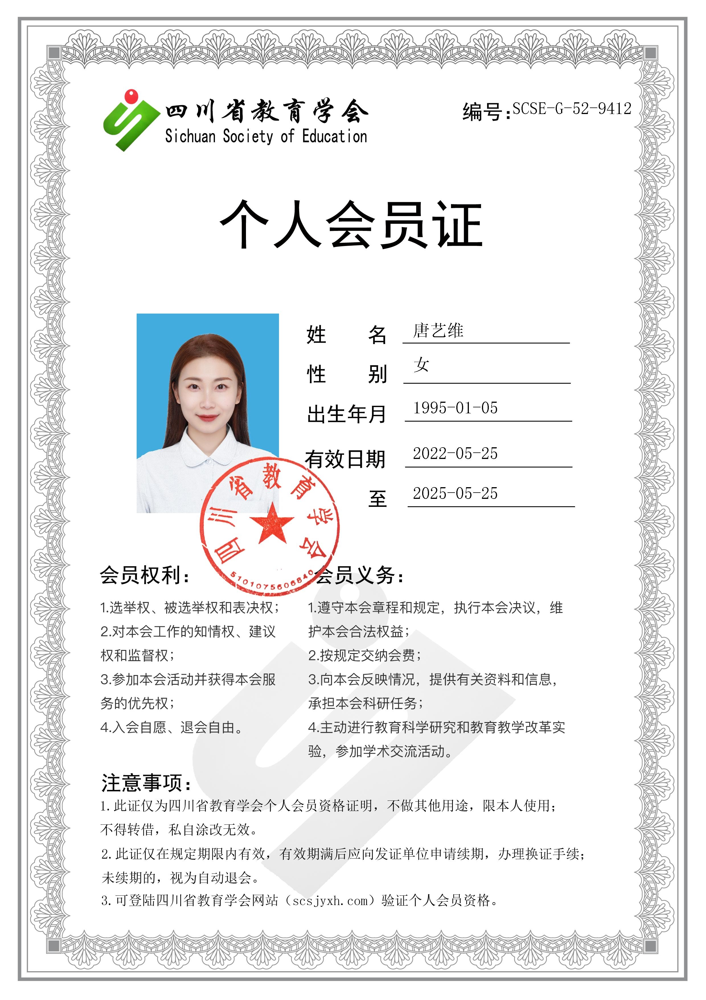 四川省教育学会
Sichuan Society of Education
编号:SCSE-G-52-9412
个人会员证
姓名 唐艺维
性别 女
出生年月 1995-01-05
有效日期 2022-05-25
至 2025-05-25
四川省教育学会
5101075606840
会员权利：
1.选举权、被选举权和表决权；
2.对本会工作的知情权、建议
权和监督权；
3.参加本会活动并获得本会服
务的优先权；
4.入会自愿、退会自由。
会员义务：
1.遵守本会章程和规定，执行本会决议，维
护本会合法权益；
2.按规定交纳会费；
3.向本会反映情况，提供有关资料和信息，
承担本会科研任务；
4.主动进行教育科学研究和教育教学改革实
验，参加学术交流活动。
注意事项：
1.此证仅为四川省教育学会个人会员资格证明，不做其他用途，限本人使用；
不得转借，私自涂改无效。
2.此证仅在规定期限内有效，有效期满后应向发证单位申请续期，办理换证手续；
未续期的，视为自动退会。
3.可登陆四川省教育学会网站（scsjyxh.com）验证个人会员资格。